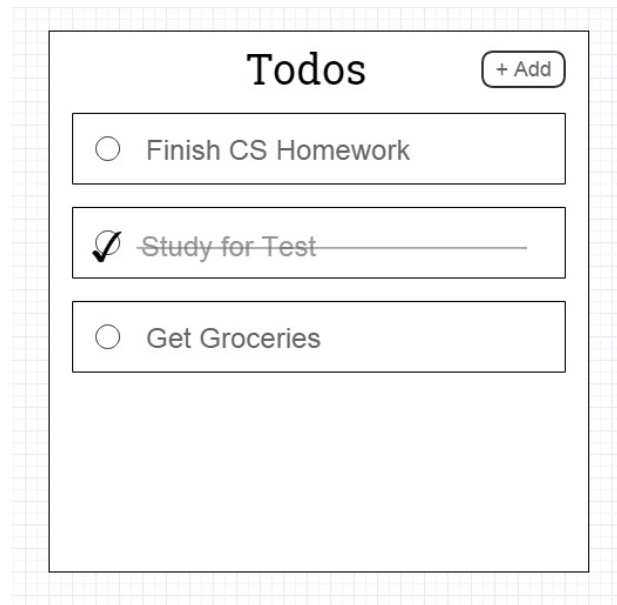 Todos
+ Add
Finish CS Homework
Study for Test
Get Groceries